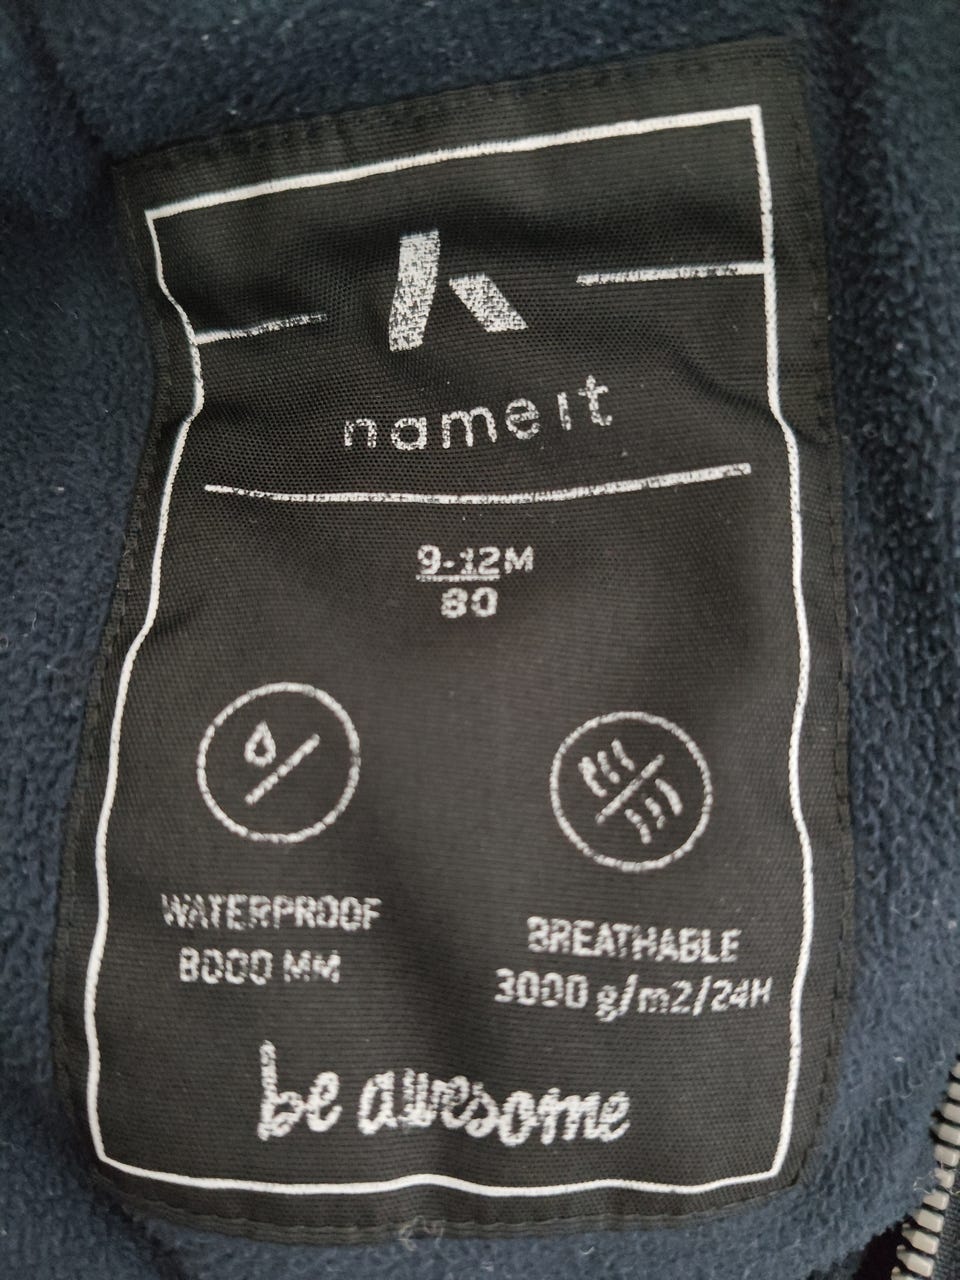 name it
9-12M
80
WATERPROOF
8000 MM
BREATHABLE
3000 g/m2/24H
be awesome